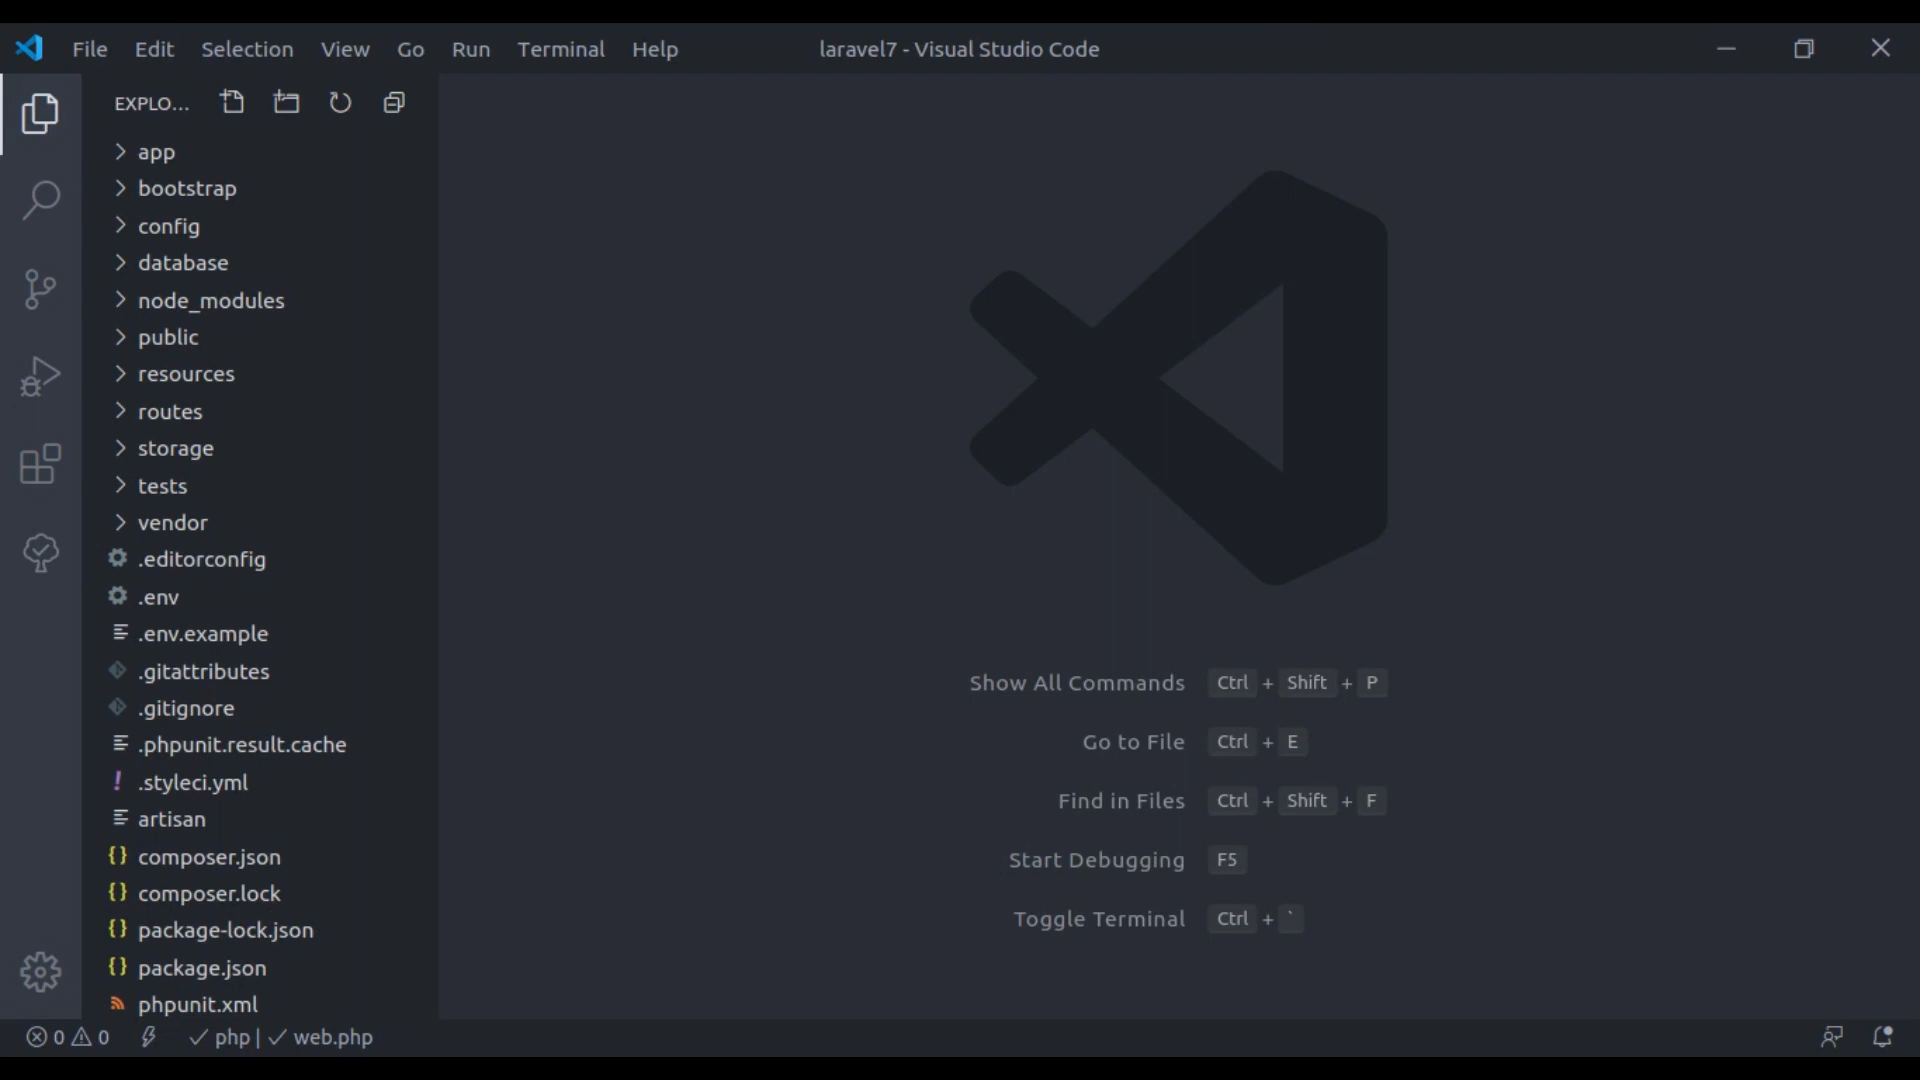 File Edit Selection View Go Run Terminal Help laravel7 - Visual Studio Code
EXPLO...
app
bootstrap
config
database
node_modules
public
resources
routes
storage
tests
vendor
.editorconfig
.env
.env.example
.gitattributes
.gitignore
.phpunit.result.cache
.styleci.yml
artisan
composer.json
composer.lock
package-lock.json
package.json
phpunit.xml
Show All Commands Ctrl + Shift + P
Go to File Ctrl + E
Find in Files Ctrl + Shift + F
Start Debugging F5
Toggle Terminal Ctrl + `
0 0 php | web.php